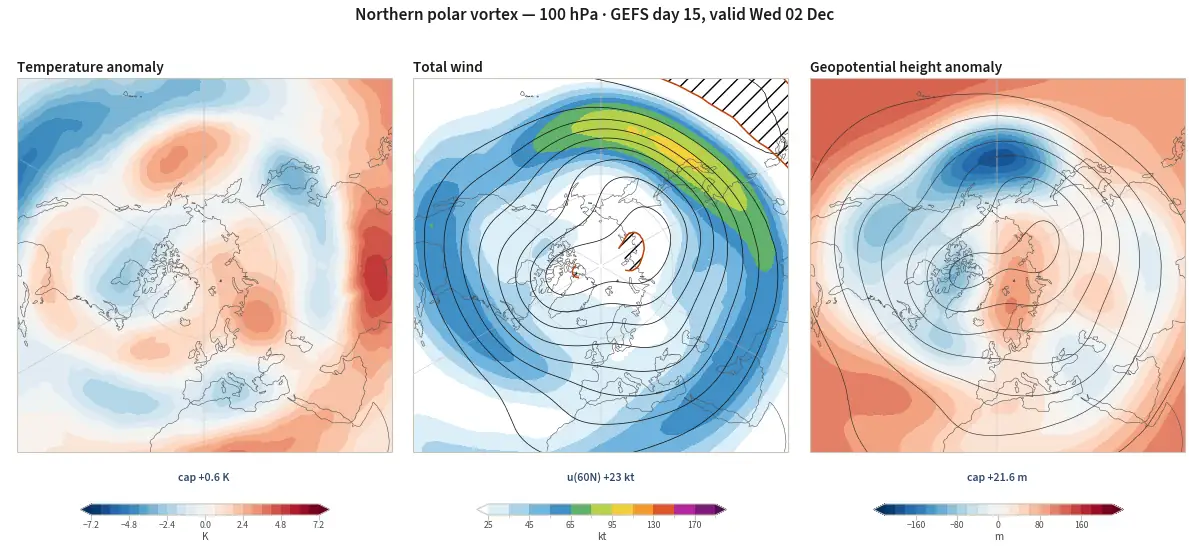 Northern polar vortex — 100 hPa · GEFS day 15, valid Wed 02 Dec
Temperature anomaly
Total wind
Geopotential height anomaly
cap +0.6 K
u(60N) +23 kt
cap +21.6 m
−7.2 −4.8 −2.4 0.0 2.4 4.8 7.2
K
25 45 65 95 130 170
kt
−160 −80 0 80 160
m